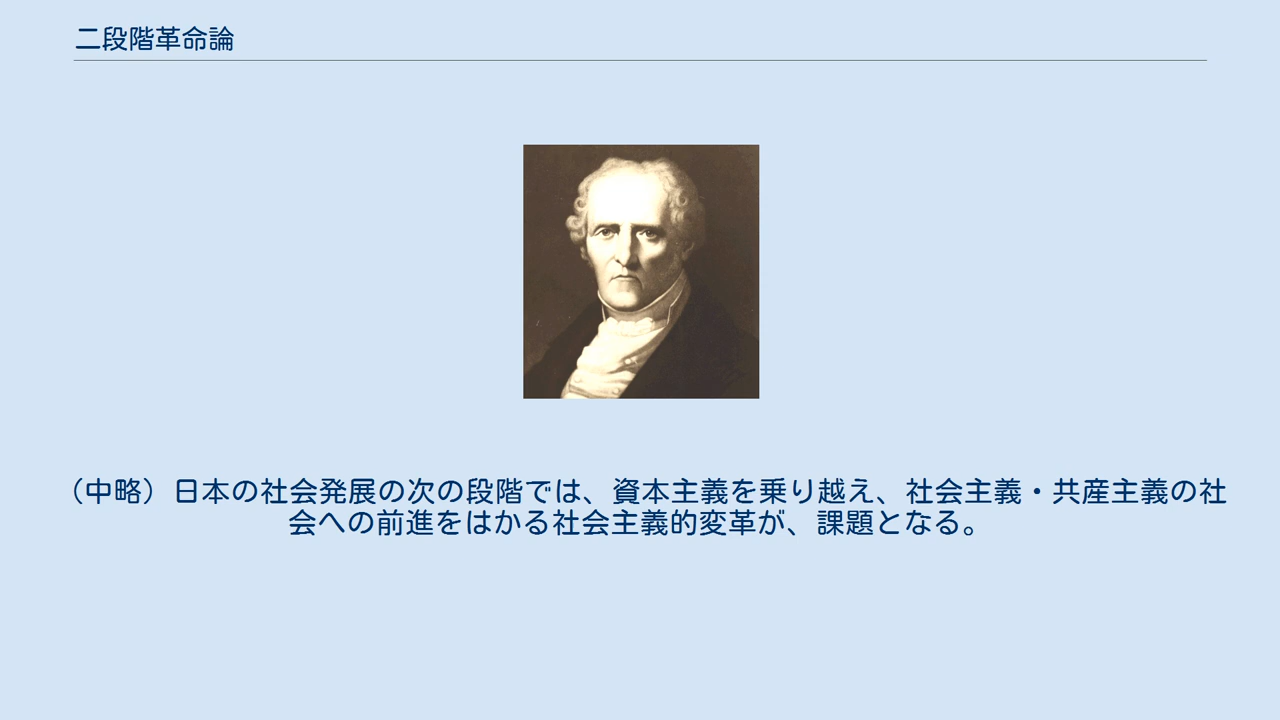 二段階革命論
（中略）日本の社会発展の次の段階では、資本主義を乗り越え、社会主義・共産主義の社
会への前進をはかる社会主義的変革が、課題となる。